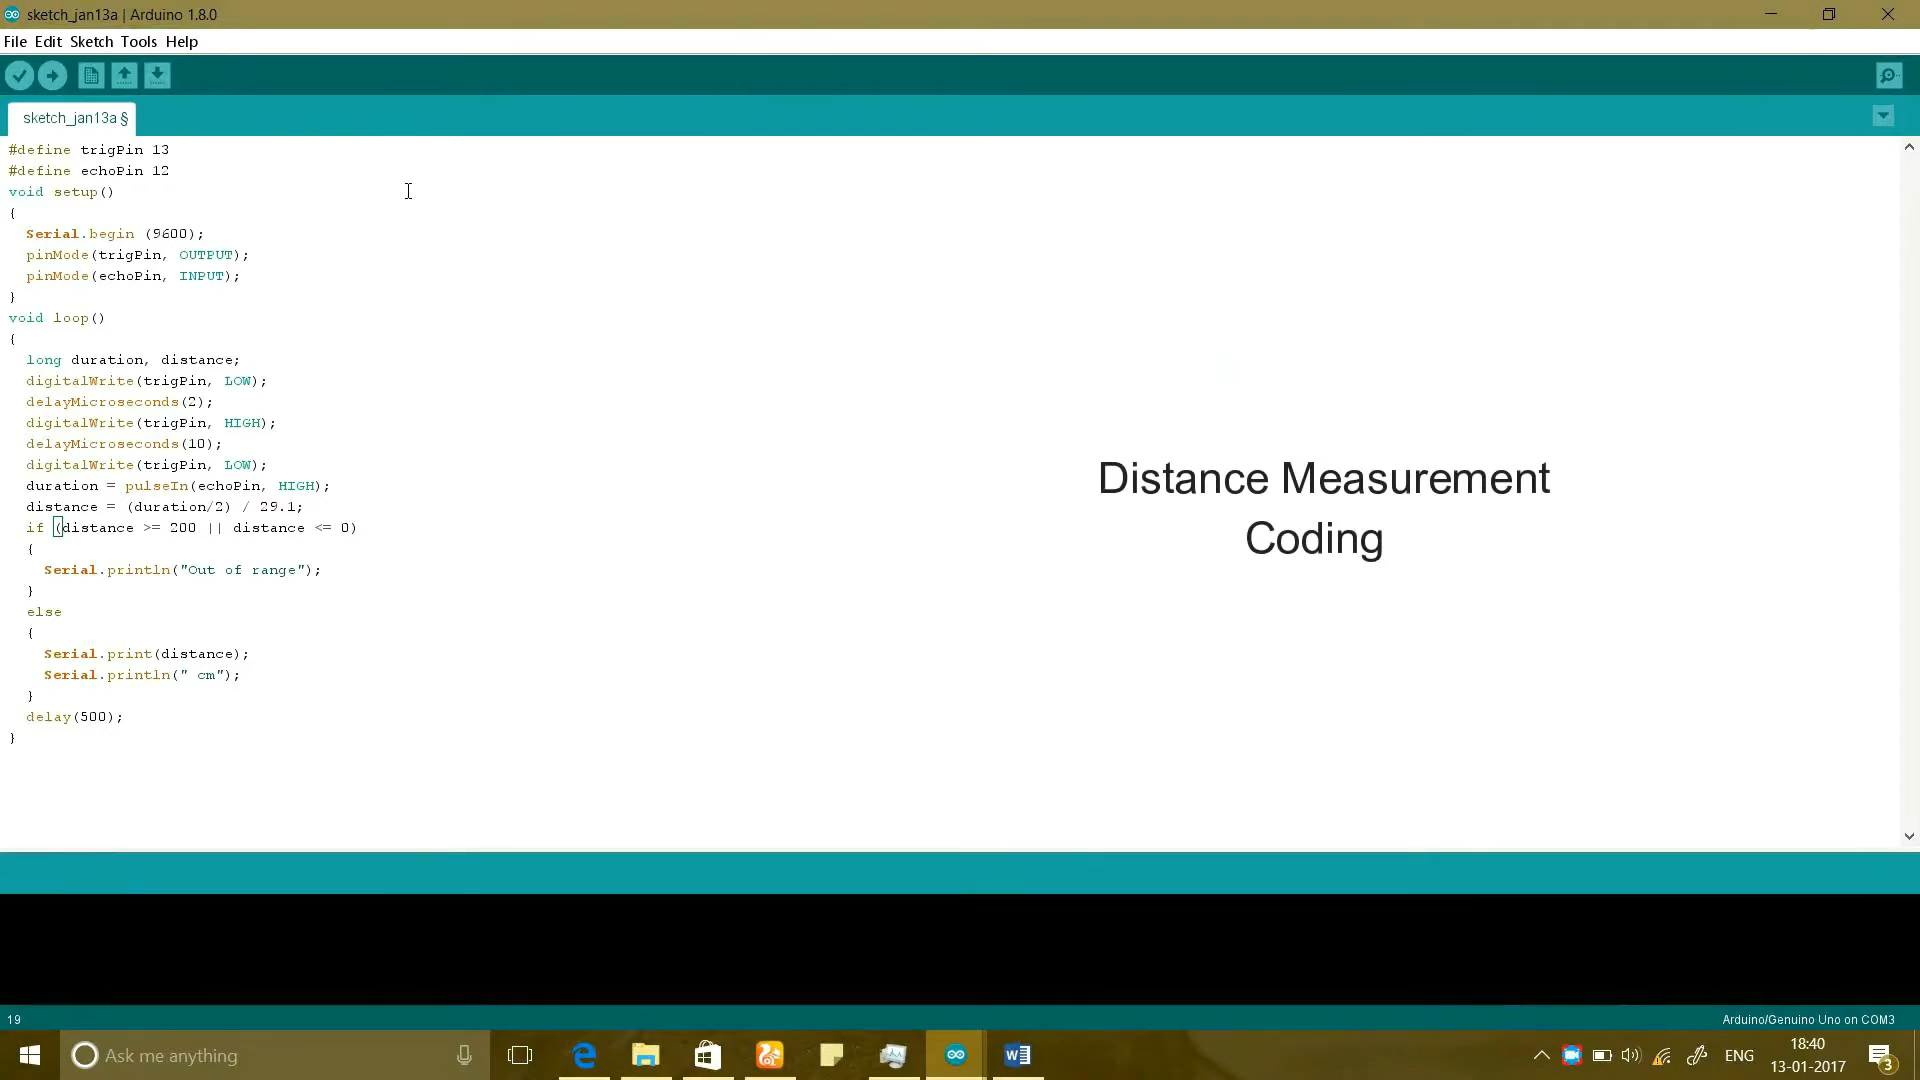 sketch_jan13a | Arduino 1.8.0
File Edit Sketch Tools Help
sketch_jan13a §
#define trigPin 13
#define echoPin 12
void setup()
{
  Serial.begin (9600);
  pinMode(trigPin, OUTPUT);
  pinMode(echoPin, INPUT);
}
void loop()
{
  long duration, distance;
  digitalWrite(trigPin, LOW);
  delayMicroseconds(2);
  digitalWrite(trigPin, HIGH);
  delayMicroseconds(10);
  digitalWrite(trigPin, LOW);
  duration = pulseIn(echoPin, HIGH);
  distance = (duration/2) / 29.1;
  if (distance >= 200 || distance <= 0)
  {
    Serial.println("Out of range");
  }
  else
  {
    Serial.print(distance);
    Serial.println(" cm");
  }
  delay(500);
}
Distance Measurement
Coding
19
Arduino/Genuino Uno on COM3
Ask me anything
ENG
18:40
13-01-2017
3